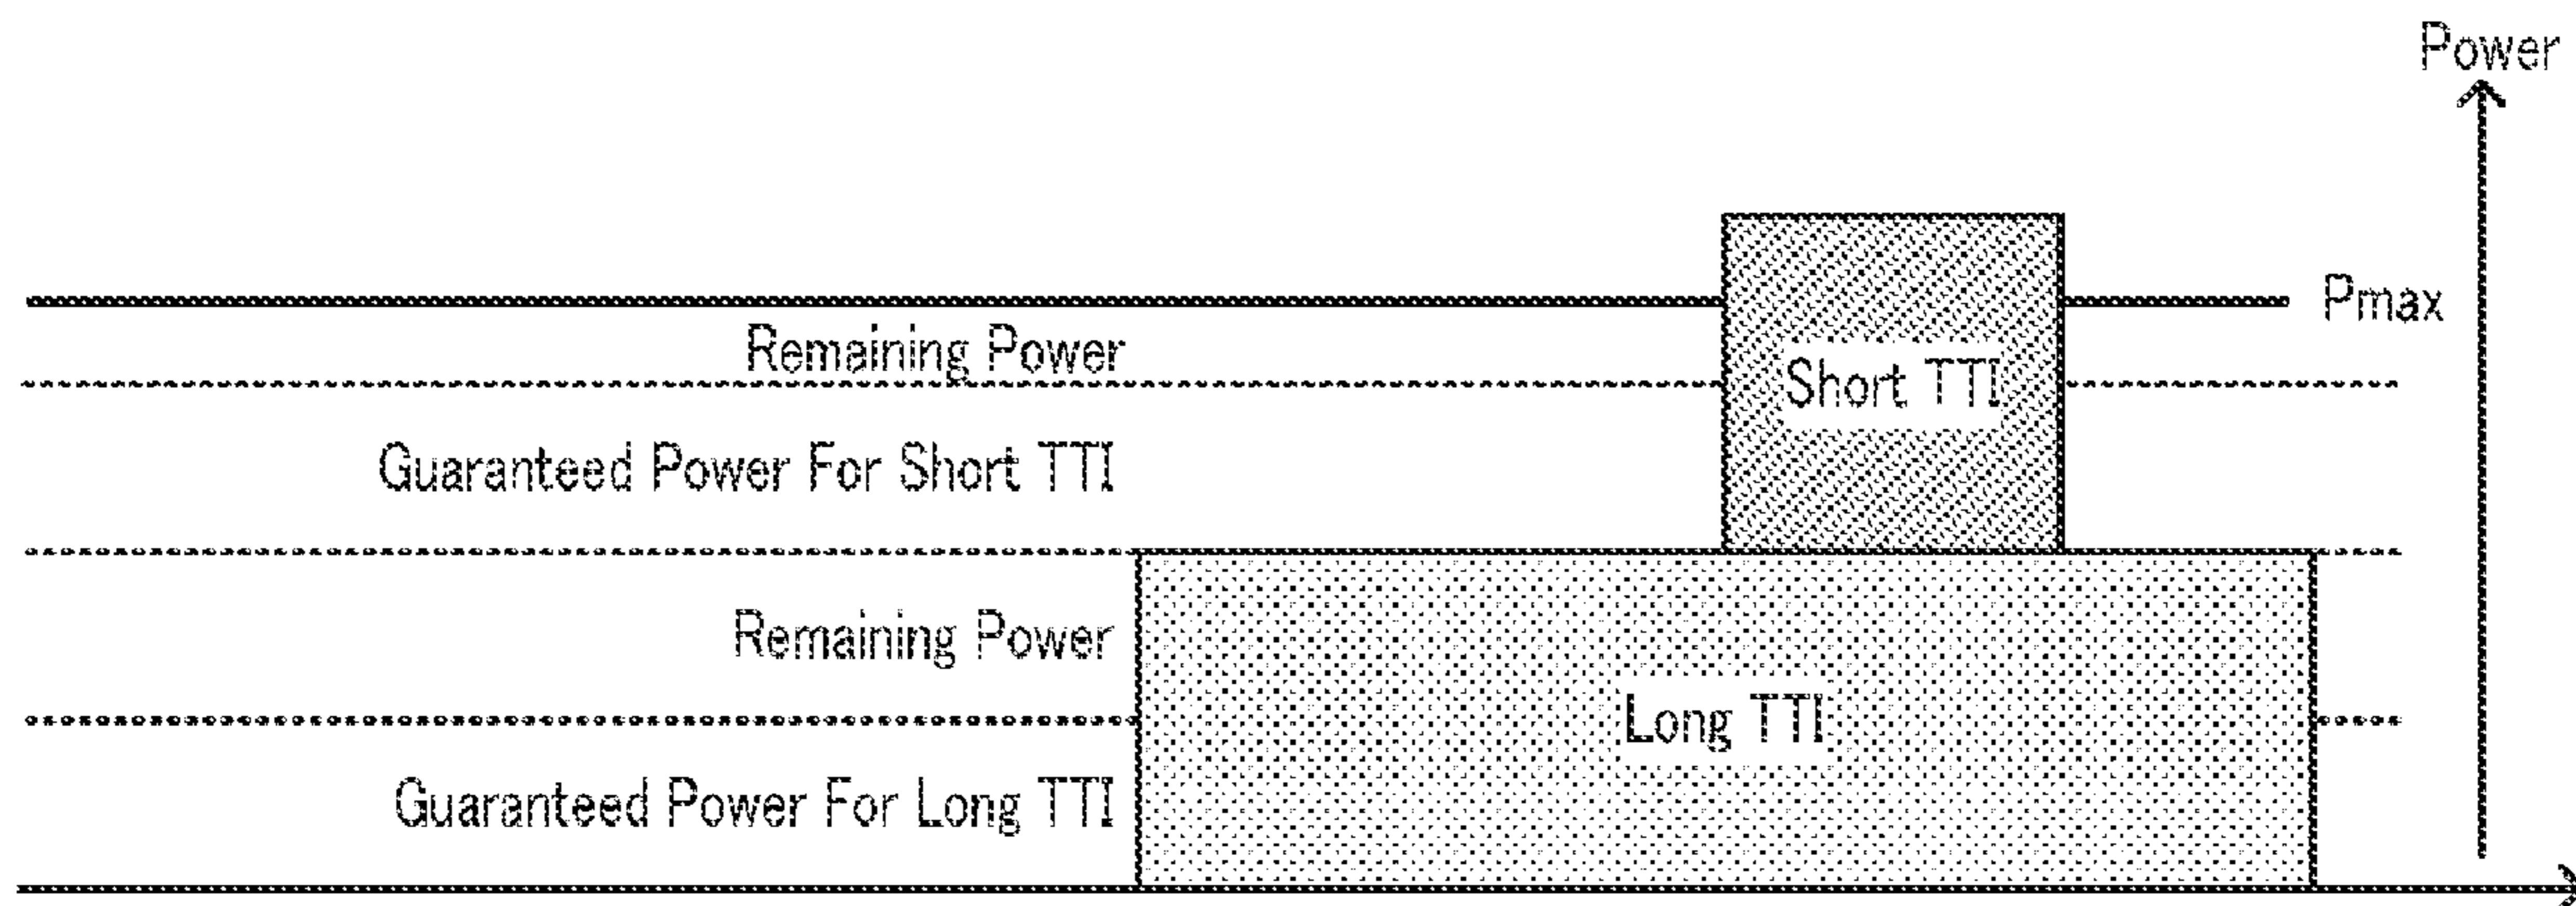 Power
Pmax
Remaining Power
Short TTI
Guaranteed Power For Short TTI
Remaining Power
Long TTI
Guaranteed Power For Long TTI